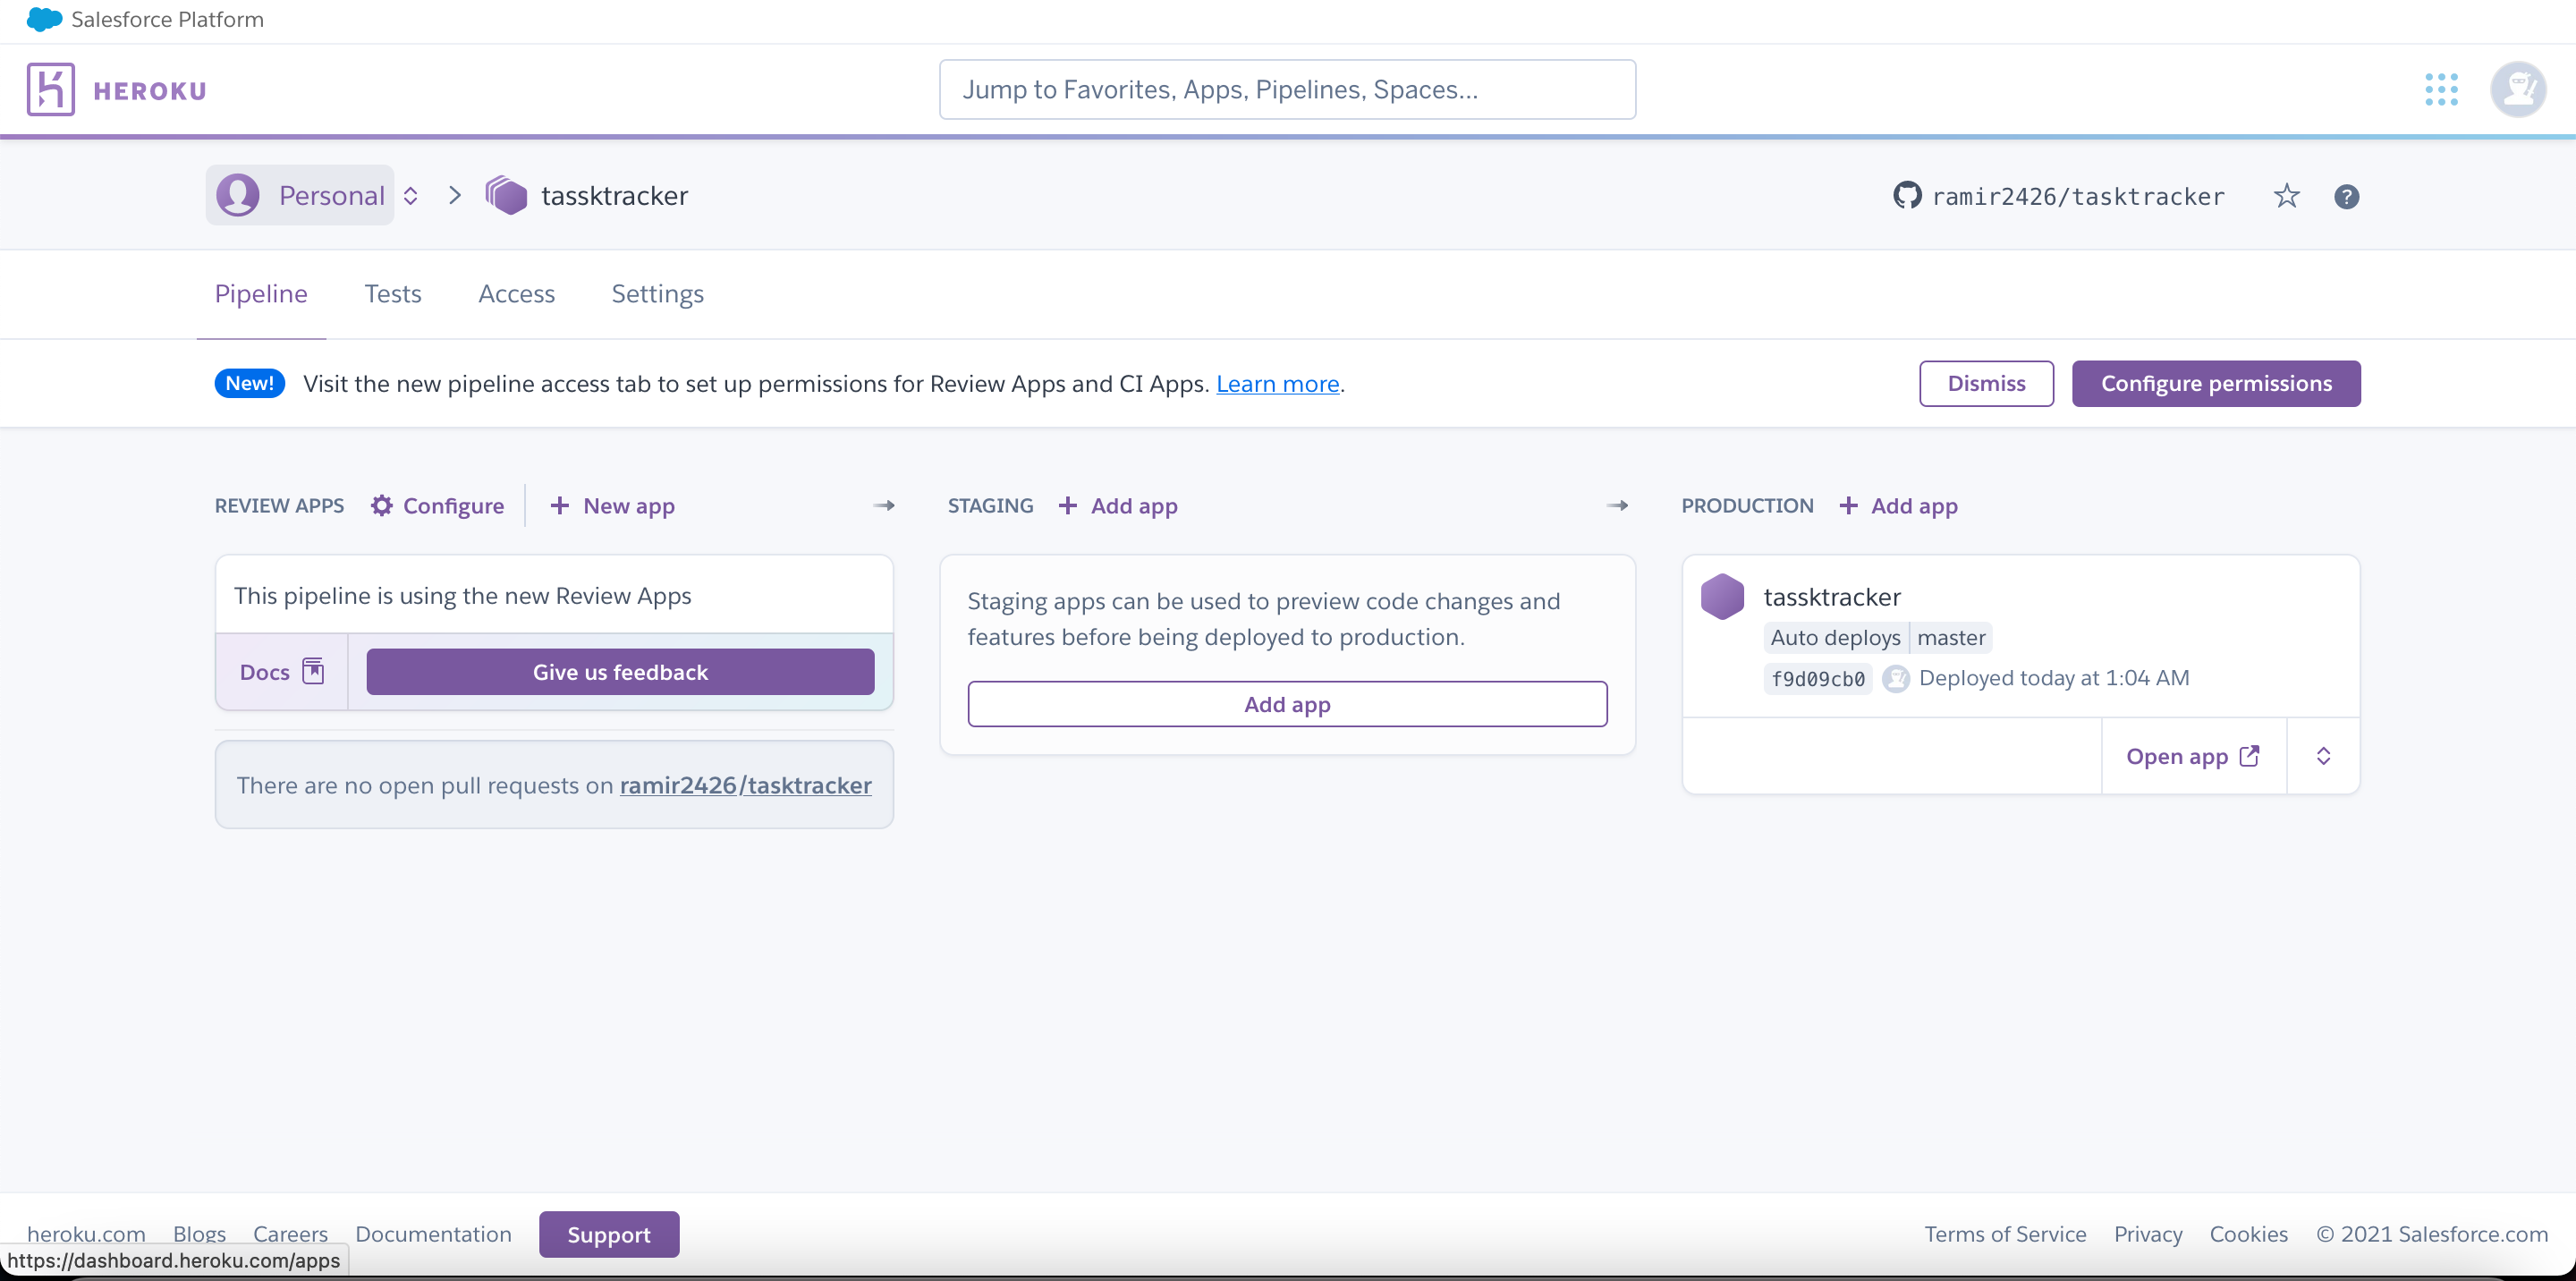 Salesforce Platform
HEROKU
Jump to Favorites, Apps, Pipelines, Spaces...
Personal
tassktracker
ramir2426/tasktracker
?
Pipeline
Tests
Access
Settings
New! Visit the new pipeline access tab to set up permissions for Review Apps and CI Apps. Learn more.
Dismiss
Configure permissions
REVIEW APPS
Configure
+ New app
STAGING
+ Add app
PRODUCTION
+ Add app
This pipeline is using the new Review Apps
Docs
Give us feedback
There are no open pull requests on ramir2426/tasktracker
Staging apps can be used to preview code changes and
features before being deployed to production.
Add app
tassktracker
Auto deploys master
f9d09cb0 Deployed today at 1:04 AM
Open app
heroku.com
Blogs
Careers
Documentation
Support
Terms of Service
Privacy
Cookies
© 2021 Salesforce.com
https://dashboard.heroku.com/apps